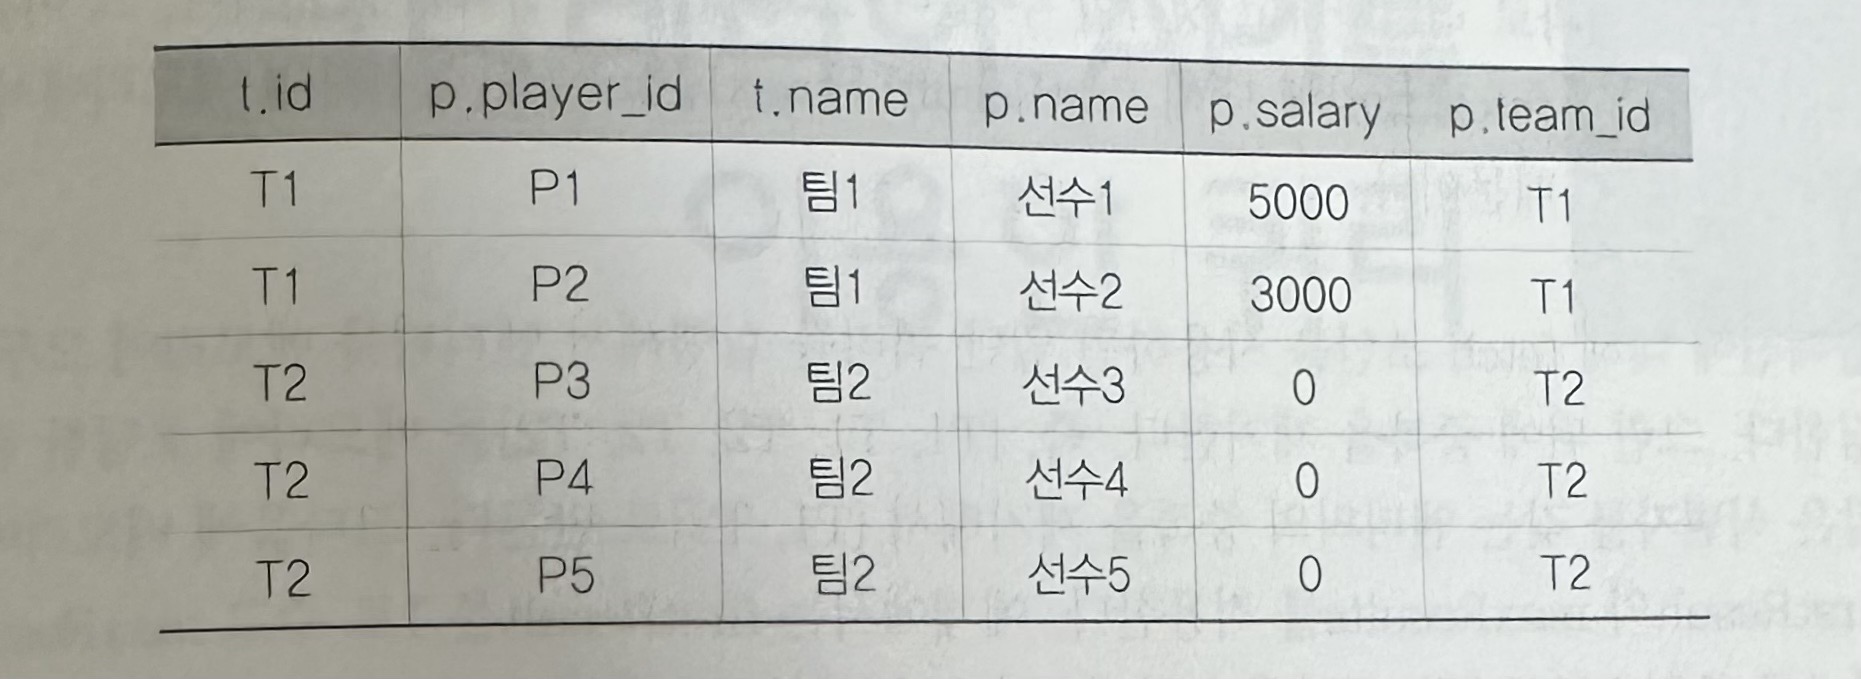 t.id p.player_id t.name p.name p.salary p.team_id
T1 P1 팀1 선수1 5000 T1
T1 P2 팀1 선수2 3000 T1
T2 P3 팀2 선수3 0 T2
T2 P4 팀2 선수4 0 T2
T2 P5 팀2 선수5 0 T2